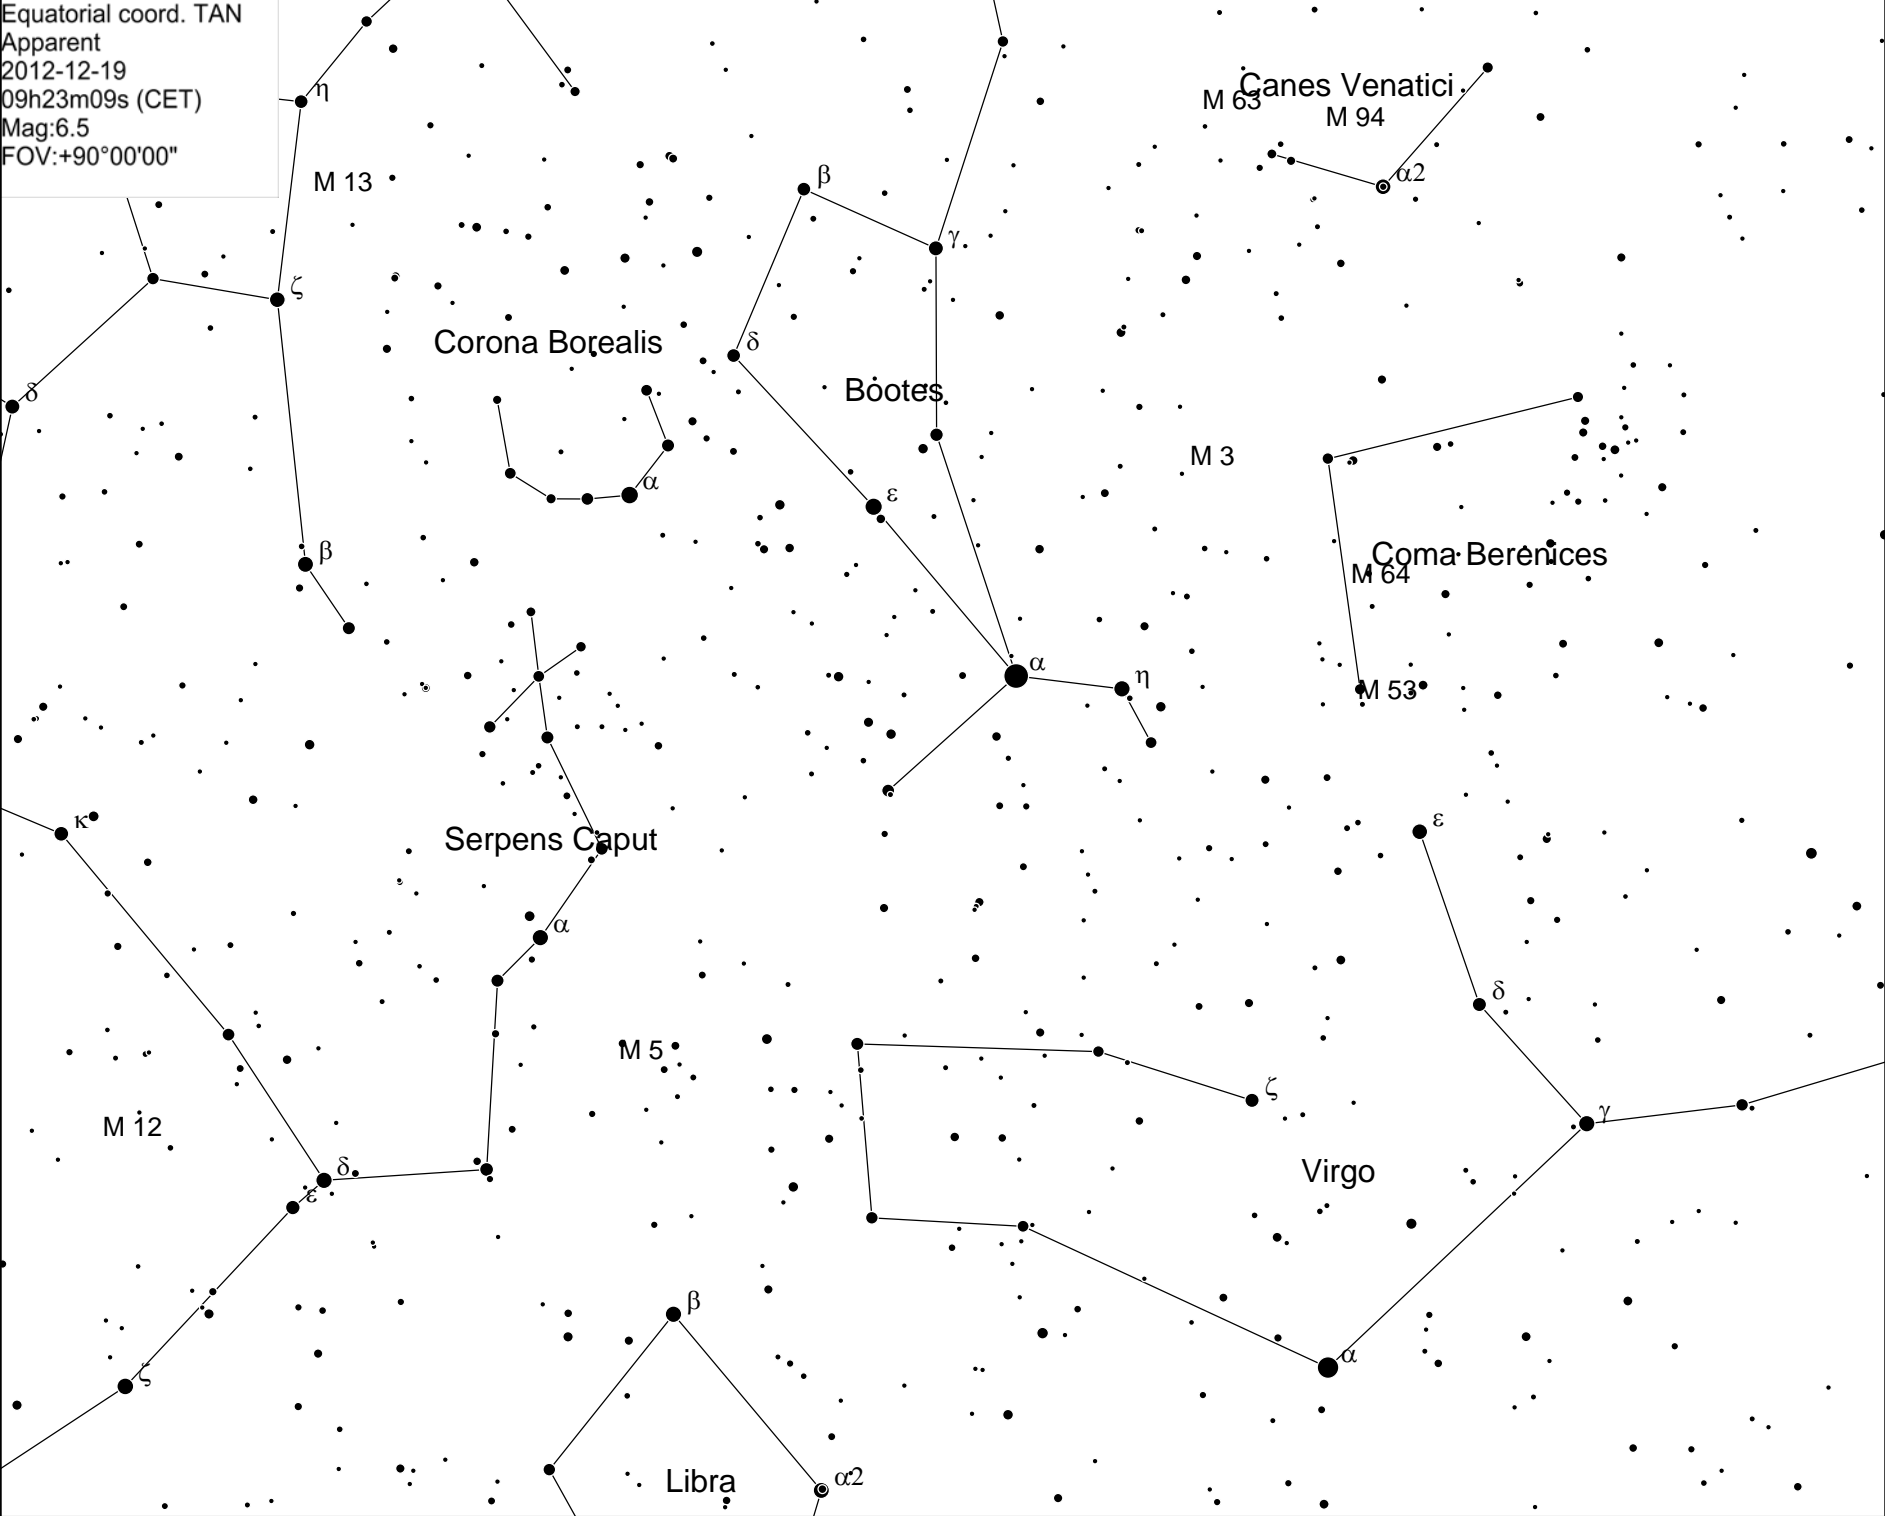 Equatorial coord. TAN
Apparent
2012-12-19
09h23m09s (CET)
Mag:6.5
FOV:+90°00'00"
η
M 13
ζ
δ
β
Corona Borealis
α
β
γ
δ
Bootes
ε
α
η
Canes Venatici
M 63
M 94
α2
M 3
Coma Berenices
M 64
M 53
κ
Serpens Caput
α
M 5
M 12
δ
ε
ζ
ε
δ
γ
ζ
Virgo
α
β
Libra
α2